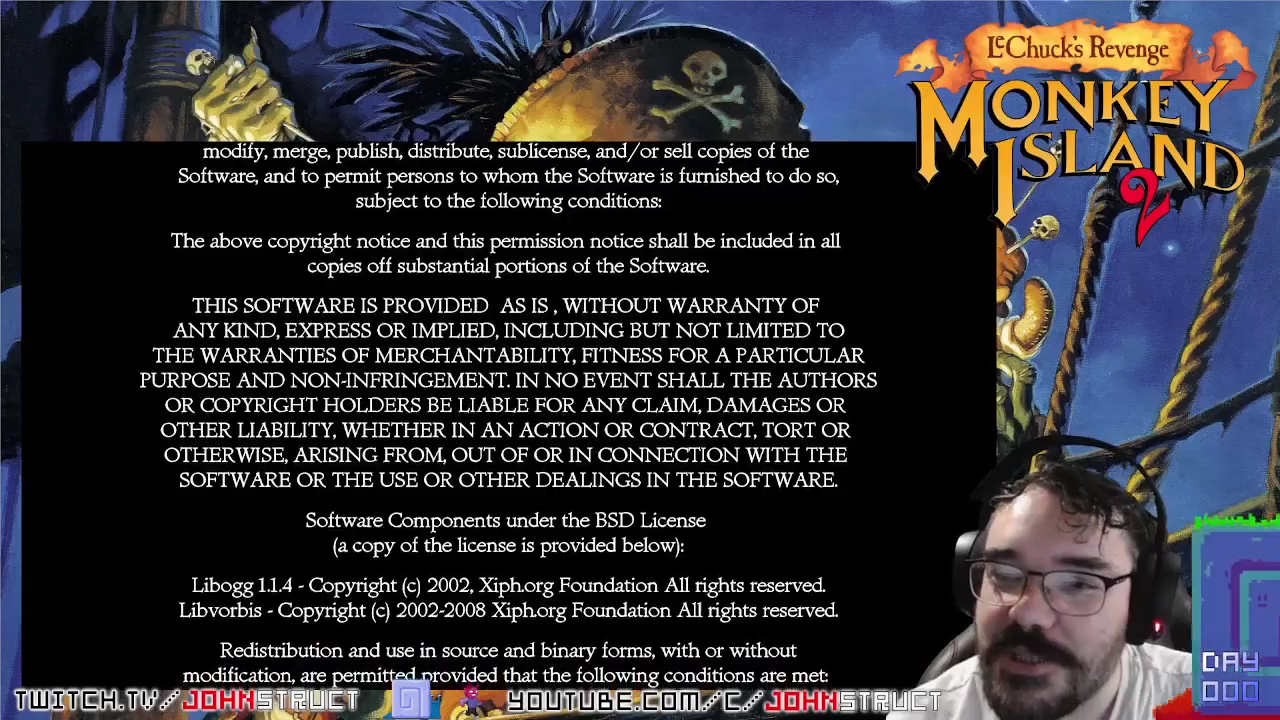 LeChuck's Revenge
MONKEY
ISLAND
2
modify, merge, publish, distribute, sublicense, and/or sell copies of the
Software, and to permit persons to whom the Software is furnished to do so,
subject to the following conditions:
The above copyright notice and this permission notice shall be included in all
copies off substantial portions of the Software.
THIS SOFTWARE IS PROVIDED  AS IS , WITHOUT WARRANTY OF
ANY KIND, EXPRESS OR IMPLIED, INCLUDING BUT NOT LIMITED TO
THE WARRANTIES OF MERCHANTABILITY, FITNESS FOR A PARTICULAR
PURPOSE AND NON-INFRINGEMENT. IN NO EVENT SHALL THE AUTHORS
OR COPYRIGHT HOLDERS BE LIABLE FOR ANY CLAIM, DAMAGES OR
OTHER LIABILITY, WHETHER IN AN ACTION OR CONTRACT, TORT OR
OTHERWISE, ARISING FROM, OUT OF OR IN CONNECTION WITH THE
SOFTWARE OR THE USE OR OTHER DEALINGS IN THE SOFTWARE.
Software Components under the BSD License
(a copy of the license is provided below):
Libogg 1.1.4 - Copyright (c) 2002, Xiph.org Foundation All rights reserved.
Libvorbis - Copyright (c) 2002-2008 Xiph.org Foundation All rights reserved.
Redistribution and use in source and binary forms, with or without
modification, are permitted provided that the following conditions are met:
DAY
000
TWITCH.TV/JOHNSTRUCT
YOUTUBE.COM/C/JOHNSTRUCT